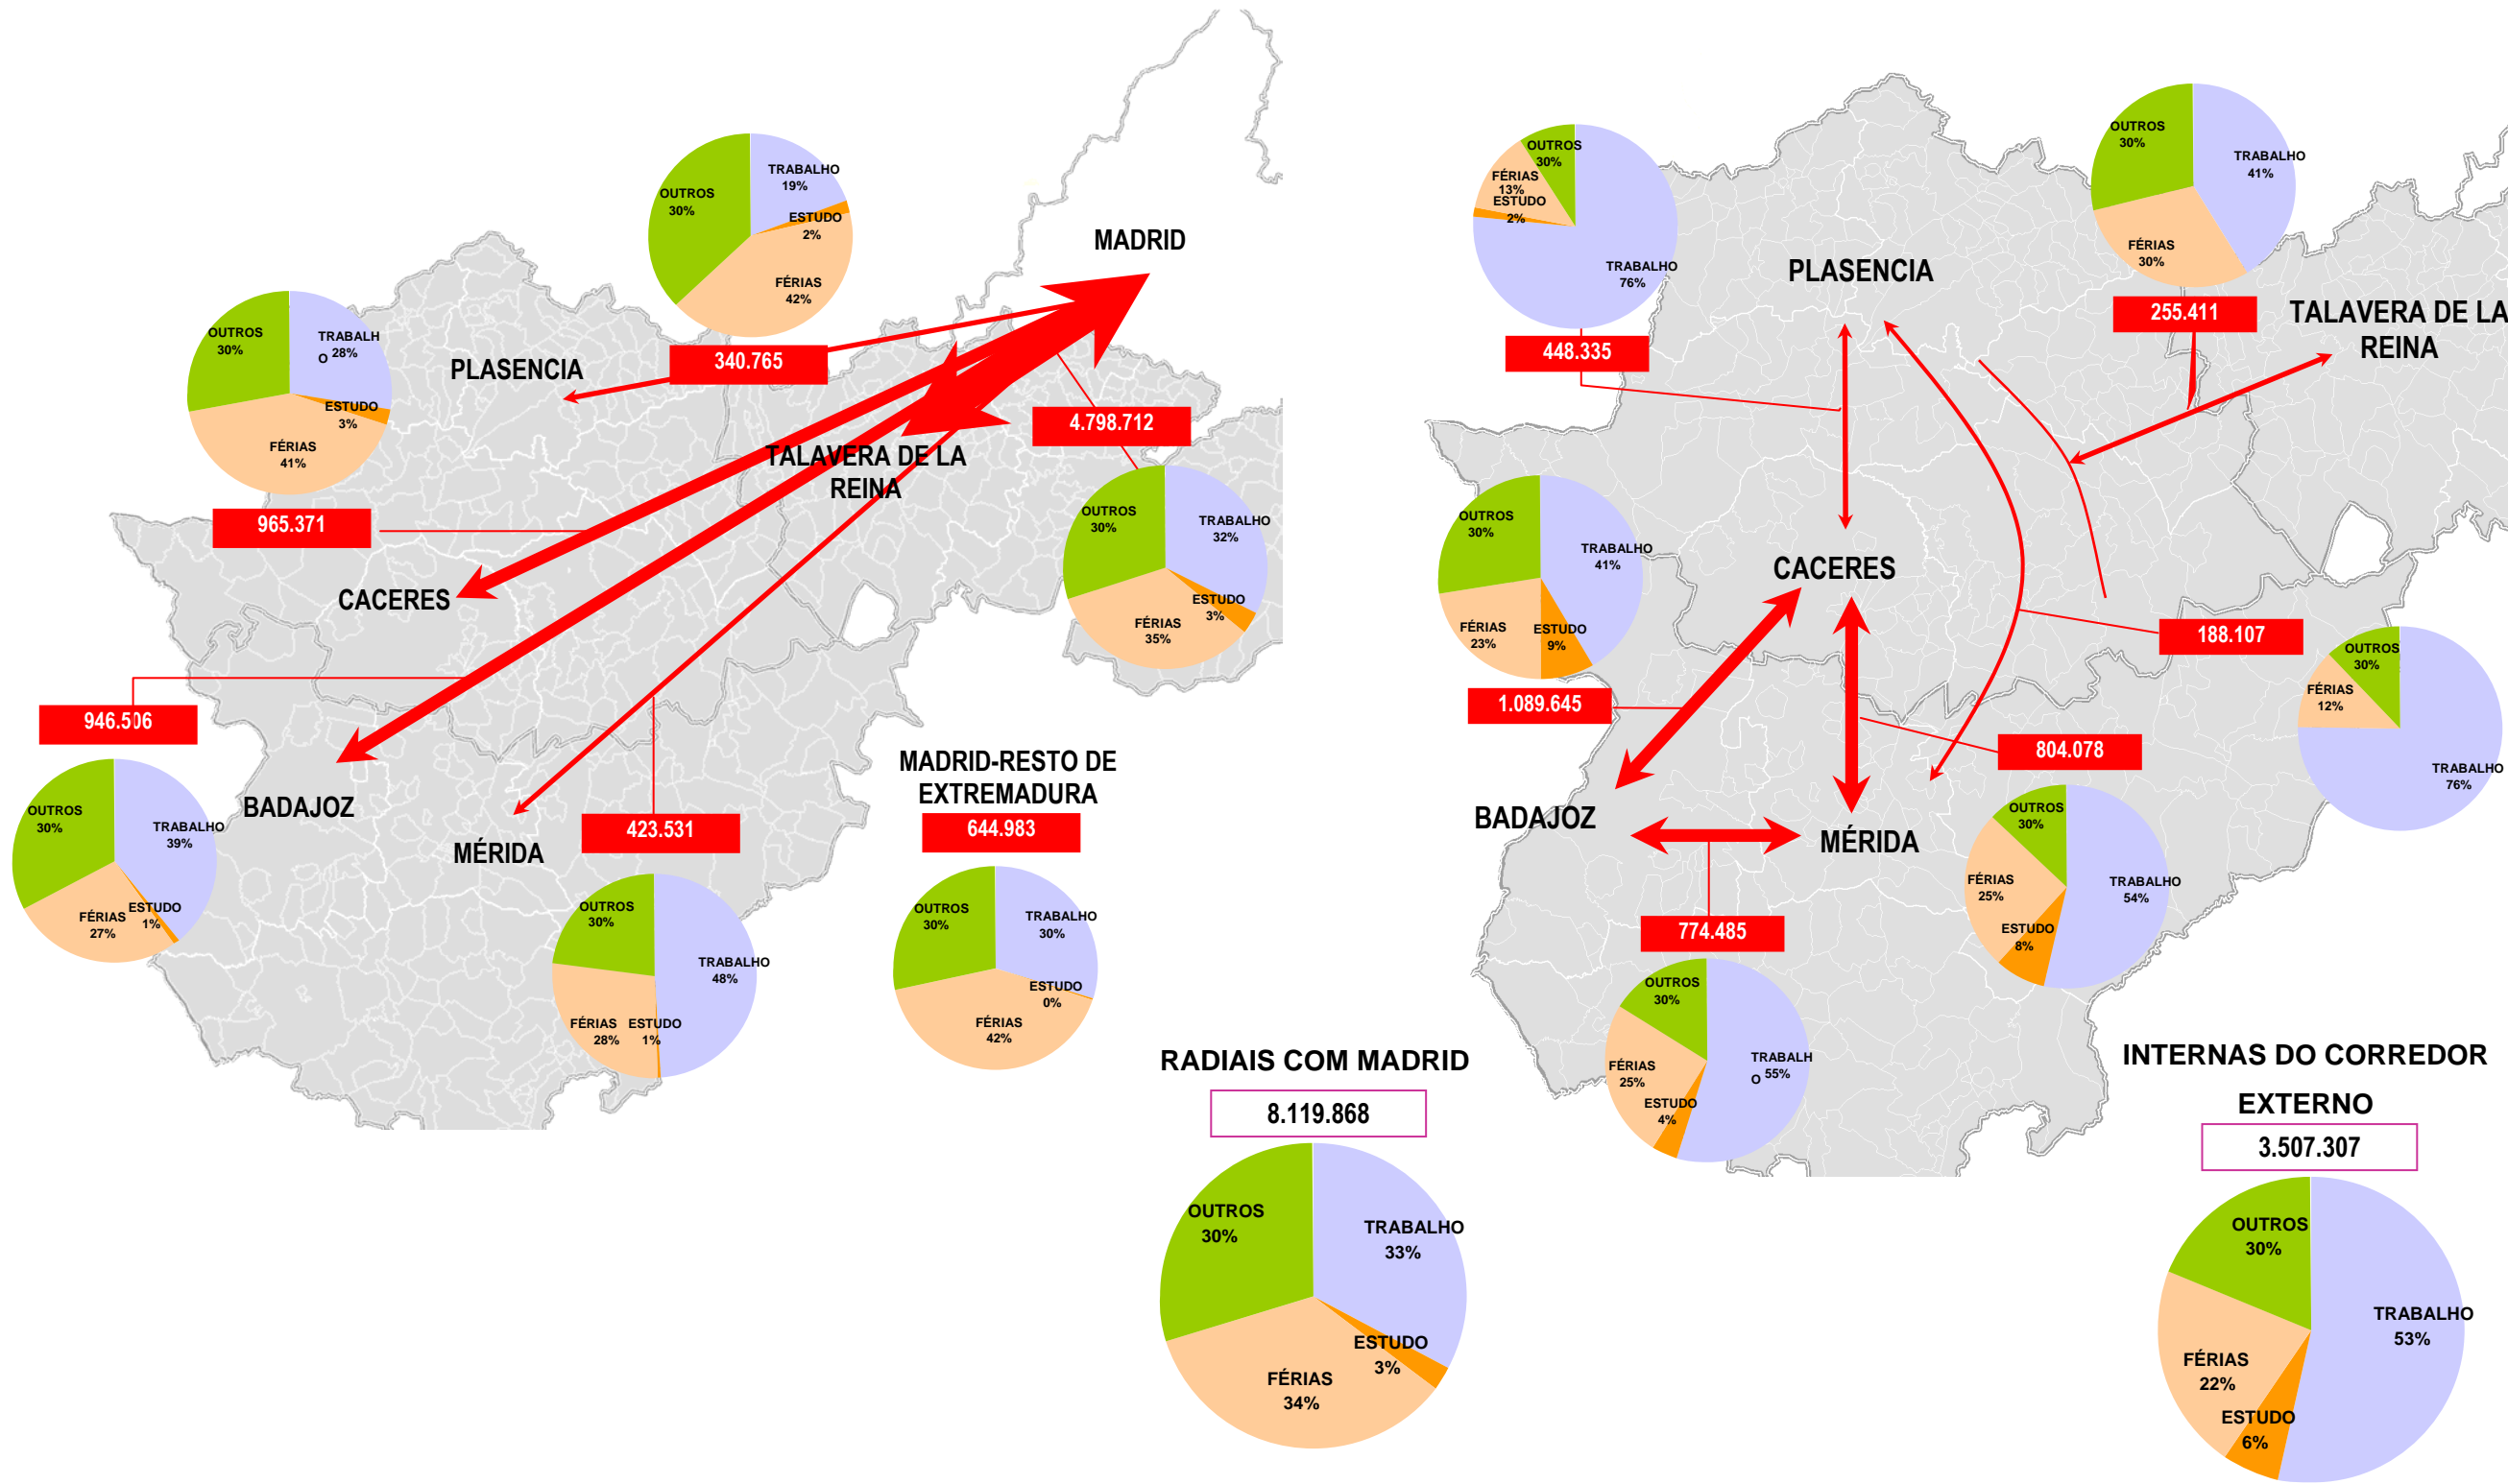 OUTROS
30%
TRABALHO
19%
ESTUDO
2%
FÉRIAS
42%
MADRID
OUTROS
30%
TRABALH
O 28%
ESTUDO
3%
FÉRIAS
41%
PLASENCIA
340.765
4.798.712
TALAVERA DE LA
REINA
965.371
CACERES
OUTROS
30%
TRABALHO
32%
ESTUDO
3%
FÉRIAS
35%
946.506
BADAJOZ
MÉRIDA
423.531
MADRID-RESTO DE
EXTREMADURA
644.983
OUTROS
30%
TRABALHO
39%
ESTUDO
1%
FÉRIAS
27%
OUTROS
30%
TRABALHO
48%
FÉRIAS
28%
ESTUDO
1%
OUTROS
30%
TRABALHO
30%
ESTUDO
0%
FÉRIAS
42%
RADIAIS COM MADRID
8.119.868
OUTROS
30%
TRABALHO
33%
ESTUDO
3%
FÉRIAS
34%
OUTROS
30%
FÉRIAS
13%
ESTUDO
2%
TRABALHO
76%
448.335
PLASENCIA
OUTROS
30%
TRABALHO
41%
FÉRIAS
30%
255.411
TALAVERA DE LA
REINA
OUTROS
30%
TRABALHO
41%
FÉRIAS
23%
ESTUDO
9%
1.089.645
CACERES
188.107
OUTROS
30%
FÉRIAS
12%
TRABALHO
76%
804.078
BADAJOZ
MÉRIDA
774.485
OUTROS
30%
FÉRIAS
25%
TRABALHO
54%
ESTUDO
8%
OUTROS
30%
FÉRIAS
25%
TRABALH
O 55%
ESTUDO
4%
INTERNAS DO CORREDOR
EXTERNO
3.507.307
OUTROS
30%
TRABALHO
53%
FÉRIAS
22%
ESTUDO
6%